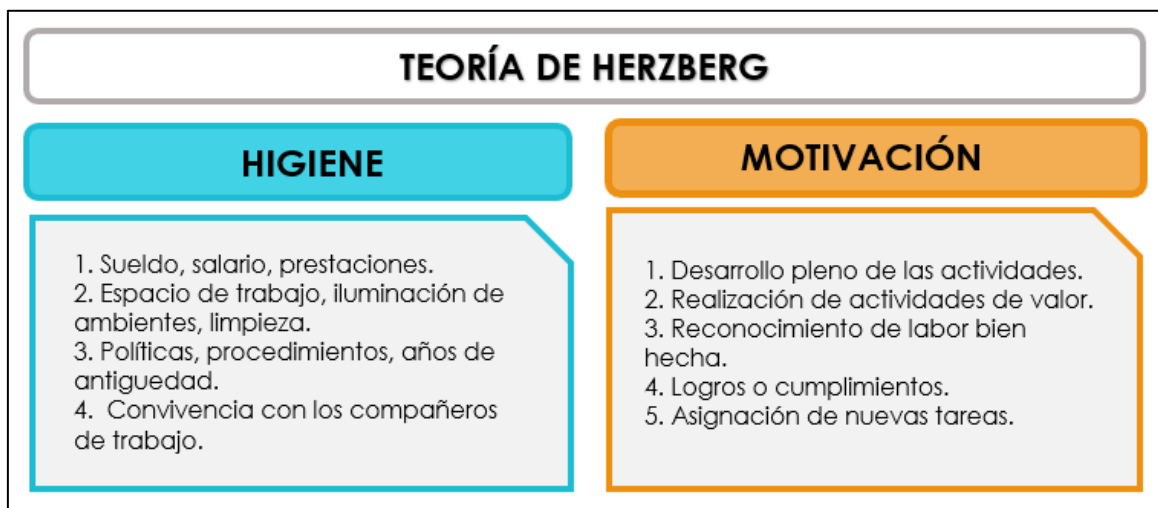 TEORÍA DE HERZBERG
HIGIENE
1. Sueldo, salario, prestaciones.
2. Espacio de trabajo, iluminación de
ambientes, limpieza.
3. Políticas, procedimientos, años de
antiguedad.
4. Convivencia con los compañeros
de trabajo.
MOTIVACIÓN
1. Desarrollo pleno de las actividades.
2. Realización de actividades de valor.
3. Reconocimiento de labor bien
hecha.
4. Logros o cumplimientos.
5. Asignación de nuevas tareas.